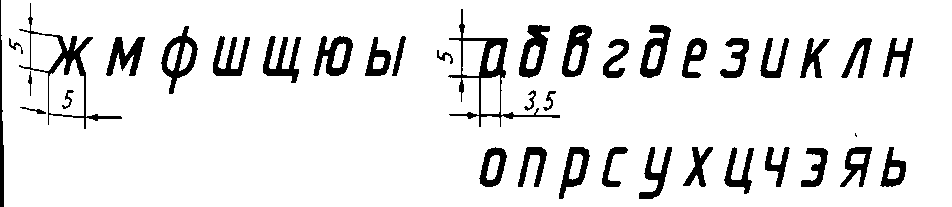 5 ж м ф ш щ ю ы 5 а б в г д е з и к л н
5 3,5
о п р с у х ц ч э я ь